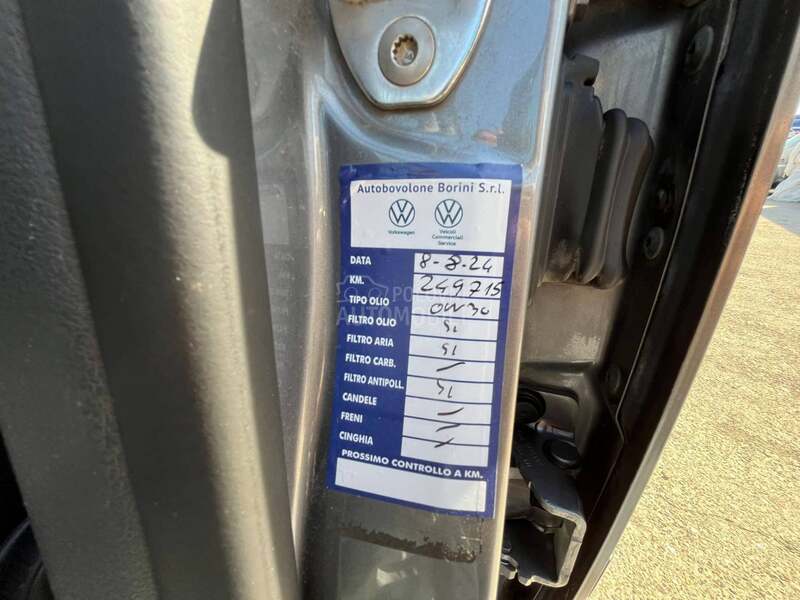 Autobovolone Borini S.r.l.
Volkswagen
Veicoli
Commerciali
Service
DATA 8-8-24
KM. 249715
TIPO OLIO 0W30
FILTRO OLIO SI
FILTRO ARIA SI
FILTRO CARB. /
FILTRO ANTIPOLL. SI
CANDELE /
FRENI /
CINGHIA /
PROSSIMO CONTROLLO A KM.